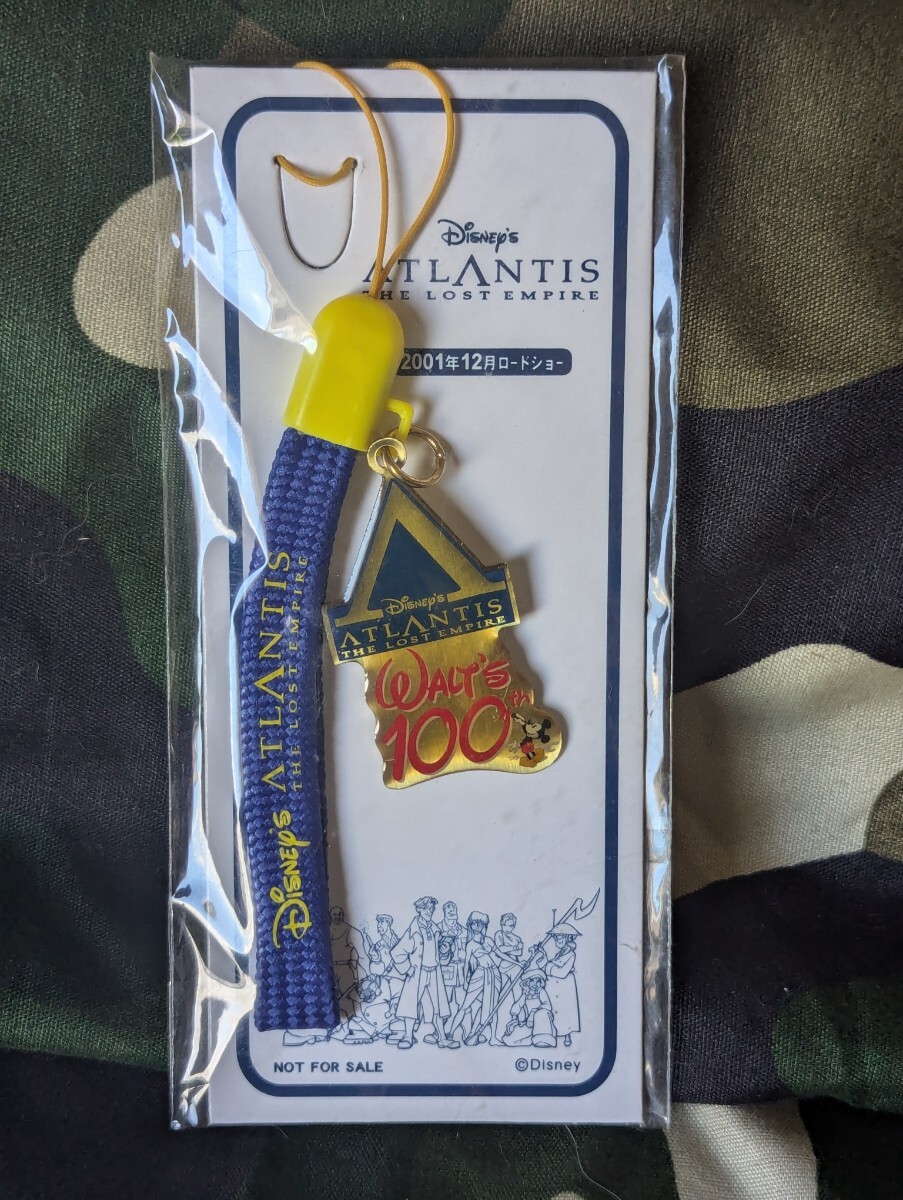 Disney's
ATLANTIS
THE LOST EMPIRE
2001年12月ロードショー
Disney's ATLANTIS
THE LOST EMPIRE
Disney's
ATLANTIS
THE LOST EMPIRE
WALT'S
100th
NOT FOR SALE
©Disney